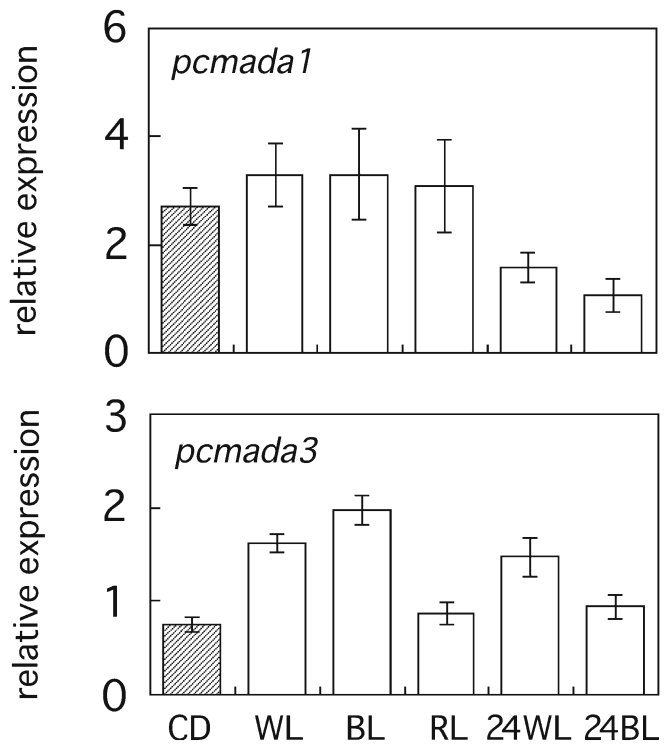 relative expression
6
4
2
0
pcmada1
relative expression
3
2
1
0
pcmada3
CD WL BL RL 24WL 24BL